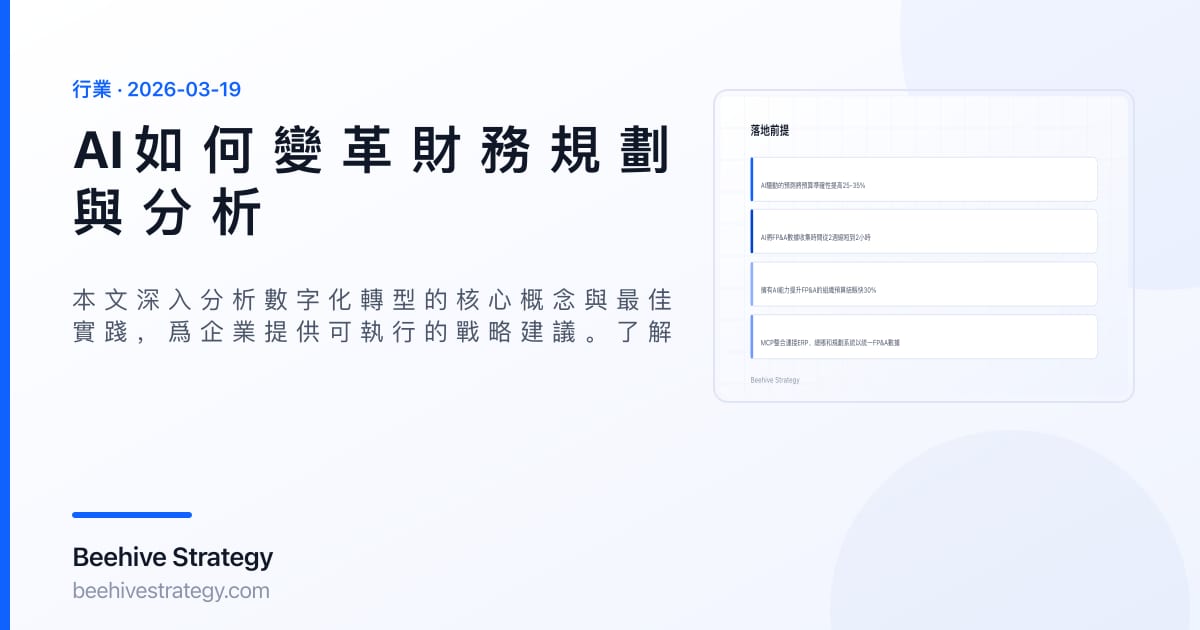 行業 · 2026-03-19
AI如何變革財務規劃
與分析
本文深入分析數字化轉型的核心概念與最佳
實踐，爲企業提供可執行的戰略建議。了解
落地前提
AI驅動的預測將預算準確性提高25-35%
AI將FP&A數據收集時間從2週縮短到2小時
擁有AI能力提升FP&A的組織預算結賬快30%
MCP整合連接ERP、總賬和規劃系統以統一FP&A數據
Beehive Strategy
Beehive Strategy
beehivestrategy.com